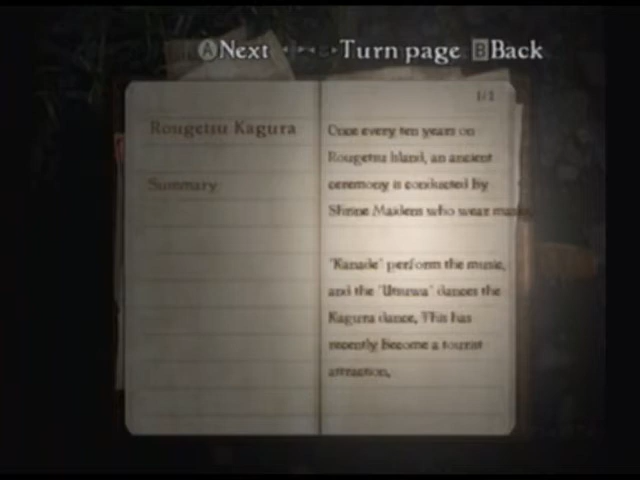 A Next Turn page B Back
1/1
Rougetsu Kagura
Summary
Once every ten years on
Rougetsu Island, an ancient
ceremony is conducted by
Shrine Maidens who wear masks.
"Kanade" perform the music,
and the "Utsuwa" dances the
Kagura dance. This has
recently become a tourist
attraction.